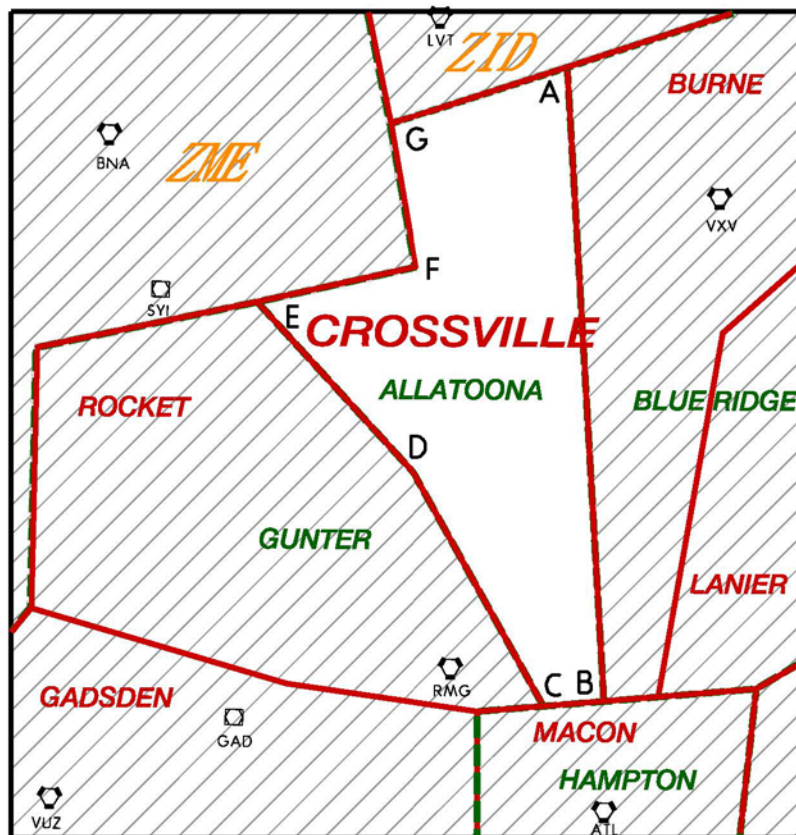 LVT
ZID
A
BURNE
G
BNA
ZME
VXV
F
SYI
E
CROSSVILLE
ROCKET
ALLATOONA
BLUE RIDGE
D
GUNTER
LANIER
RMG
C
B
GADSDEN
GAD
MACON
HAMPTON
VUZ
ATL